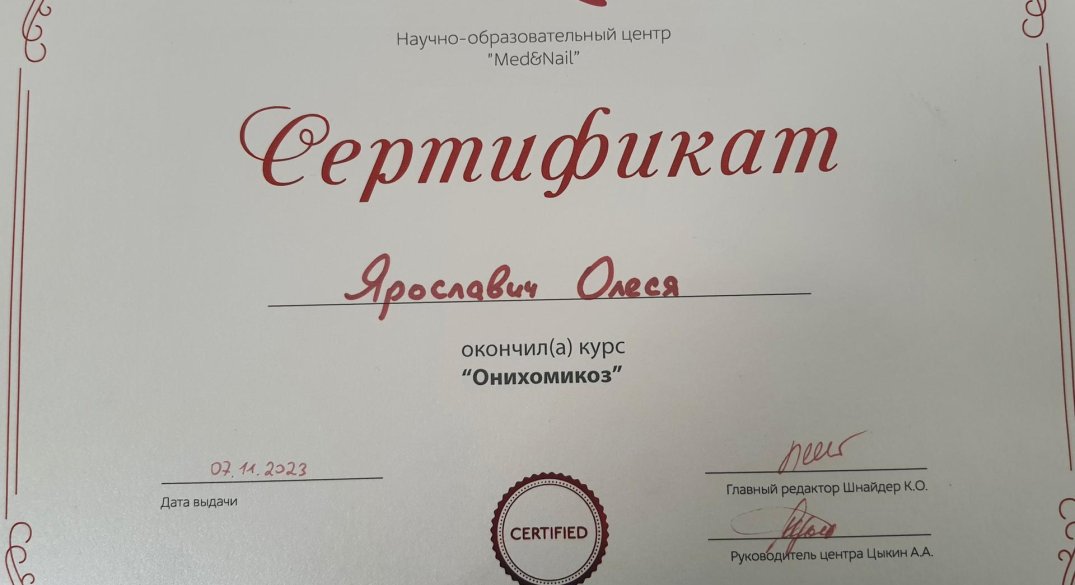 Научно-образовательный центр
"Med&Nail"
Сертификат
Ярославич Олеся
окончил(а) курс
“Онихомикоз”
07.11.2023
Дата выдачи
CERTIFIED
Главный редактор Шнайдер К.О.
Руководитель центра Цыкин А.А.